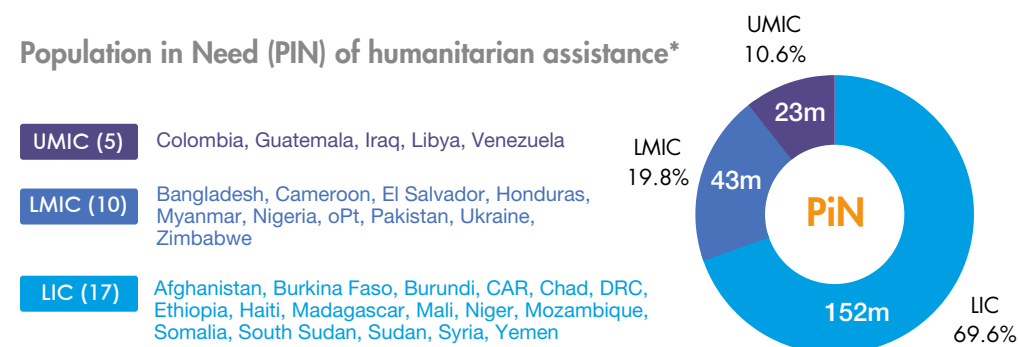 Population in Need (PIN) of humanitarian assistance*
UMIC (5)
Colombia, Guatemala, Iraq, Libya, Venezuela
LMIC (10)
Bangladesh, Cameroon, El Salvador, Honduras,
Myanmar, Nigeria, oPt, Pakistan, Ukraine,
Zimbabwe
LIC (17)
Afghanistan, Burkina Faso, Burundi, CAR, Chad, DRC,
Ethiopia, Haiti, Madagascar, Mali, Niger, Mozambique,
Somalia, South Sudan, Sudan, Syria, Yemen
UMIC
10.6%
23m
LMIC
19.8%
43m
PiN
152m
LIC
69.6%